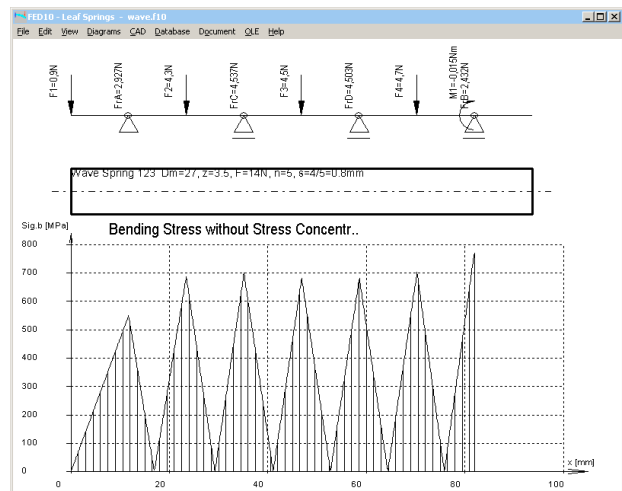 FED10 - Leaf Springs - wave.f10
File Edit View Diagrams CAD Database Document OLE Help
F1=0,9N
FrA=2,927N
F2=4,3N
FrC=4,537N
F3=4,5N
FrD=4,503N
F4=4,7N
M1=-0,015Nm
FrB=2,432N
Wave Spring 123 Dm=27, z=3.5, F=14N, n=5, s=4/5=0.8mm
Sig.b [MPa]
Bending Stress without Stress Concentr..
800
700
600
500
400
300
200
100
0
x [mm]
0 20 40 60 80 100